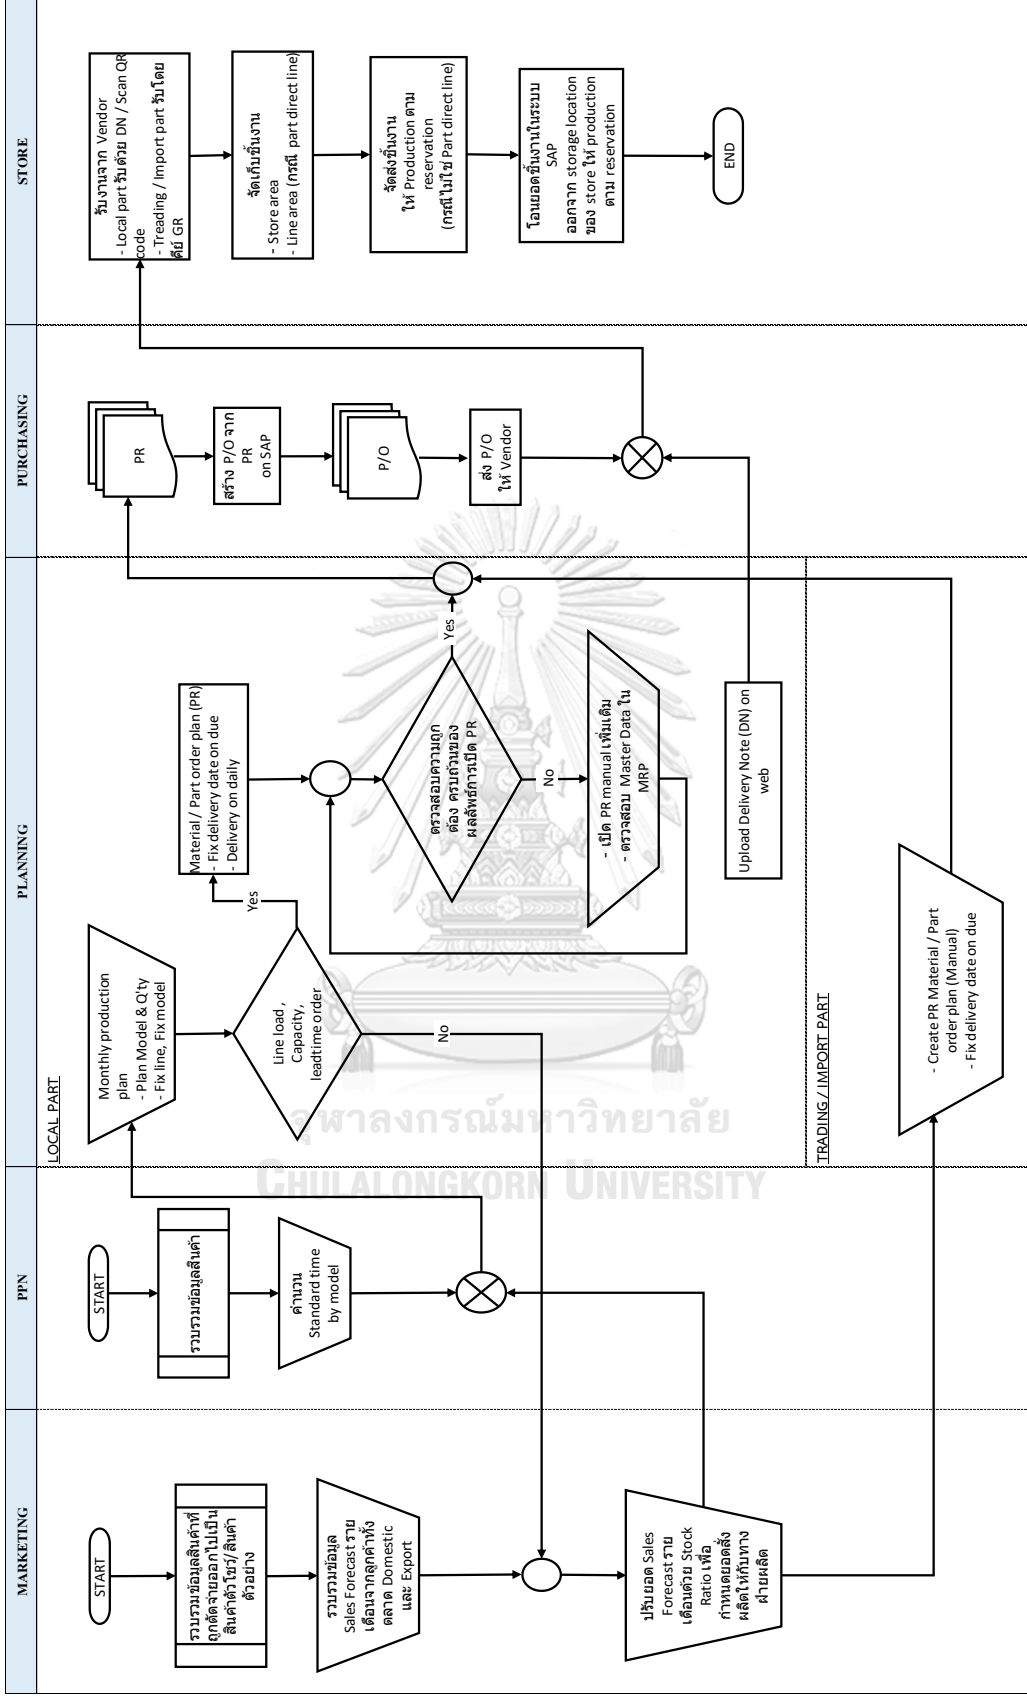 MARKETING
PPN
PLANNING
PURCHASING
STORE
START
รวบรวมข้อมูลสินค้าที่
ถูกตัดจ่ายออกไปเป็น
สินค้าตัวโชว์/ สินค้า
ตัวอย่าง
รวบรวมข้อมูล
Sales Forecast ราย
เดือนจากลูกค้าทั้ง
ตลาด Domestic
และ Export
ปรับยอด Sales
Forecast ราย
เดือนด้วย Stock
Ratio เพื่อ
กำหนดยอดสั่ง
ผลิตให้กับทาง
ฝ่ายผลิต
START
รวบรวมข้อมูลสินค้า
คำนวน
Standard time
by model
LOCAL PART
Monthly production
plan
- Plan Model & Q'ty
- Fix line, Fix model
Line load ,
Capacity,
leadtime order
Yes
No
Material / Part order plan (PR)
- Fix delivery date on due
- Delivery on daily
ตรวจสอบความถูก
ต้อง ครบถ้วนของ
ผลลัพธ์การเปิด PR
Yes
No
- เปิด PR manual เพิ่มเติม
- ตรวจสอบ Master Data ใน
MRP
Upload Delivery Note (DN) on
web
TRADING / IMPORT PART
- Create PR Material / Part
order plan (Manual)
- Fix delivery date on due
PR
สร้าง P/O จาก
PR
on SAP
P/O
ส่ง P/O
ให้ Vendor
รับงานจาก Vendor
- Local part รับด้วย DN / Scan QR
code
- Treading / Import part รับโดย
คีย์ GR
จัดเก็บชิ้นงาน
- Store area
- Line area (กรณี part direct line)
จัดส่งชิ้นงาน
ให้ Production ตาม
reservation
(กรณีไม่ใช่ Part direct line)
โอนยอดชิ้นงานในระบบ
SAP
ออกจาก storage location
ของ store ให้ production
ตาม reservation
END
จุฬาลงกรณ์มหาวิทยาลัย
CHULALONGKORN UNIVERSITY